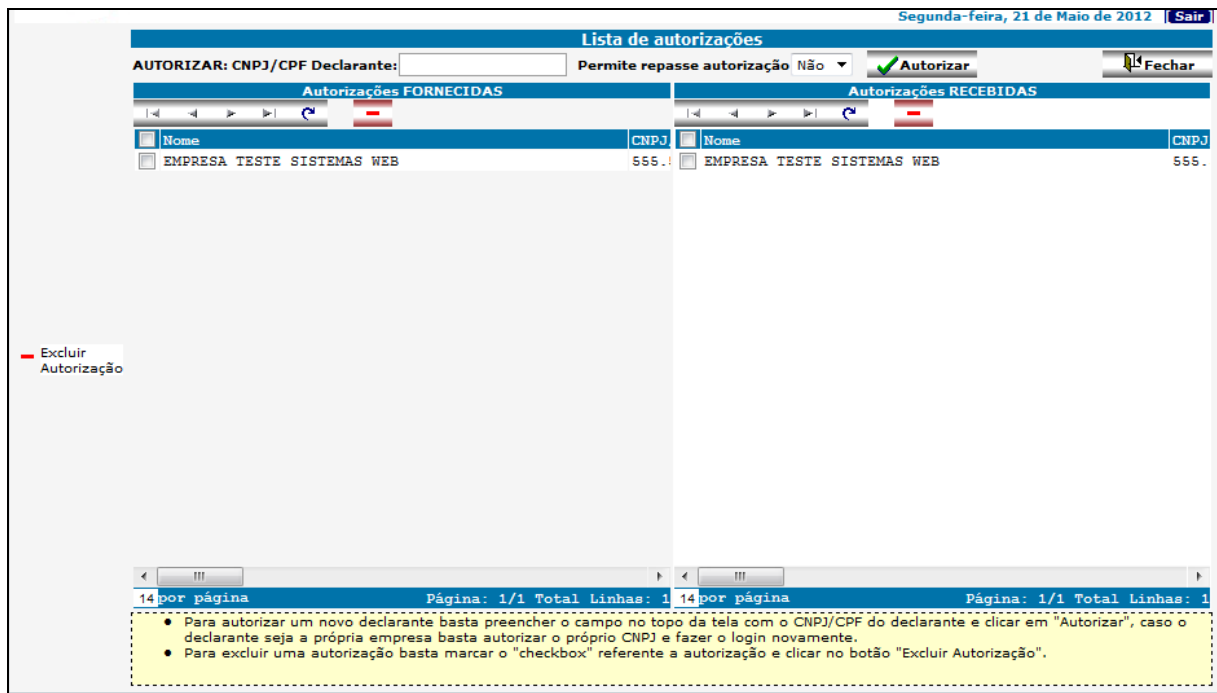 Segunda-feira, 21 de Maio de 2012 [Sair]
Lista de autorizações
AUTORIZAR: CNPJ/CPF Declarante: Permite repasse autorização Não Autorizar Fechar
Autorizações FORNECIDAS Autorizações RECEBIDAS
Nome CNPJ Nome CNPJ
EMPRESA TESTE SISTEMAS WEB 555. EMPRESA TESTE SISTEMAS WEB 555.
Excluir
Autorização
14 por página Página: 1/1 Total Linhas: 1 14 por página Página: 1/1 Total Linhas: 1
• Para autorizar um novo declarante basta preencher o campo no topo da tela com o CNPJ/CPF do declarante e clicar em "Autorizar", caso o
declarante seja a própria empresa basta autorizar o próprio CNPJ e fazer o login novamente.
• Para excluir uma autorização basta marcar o "checkbox" referente a autorização e clicar no botão "Excluir Autorização".